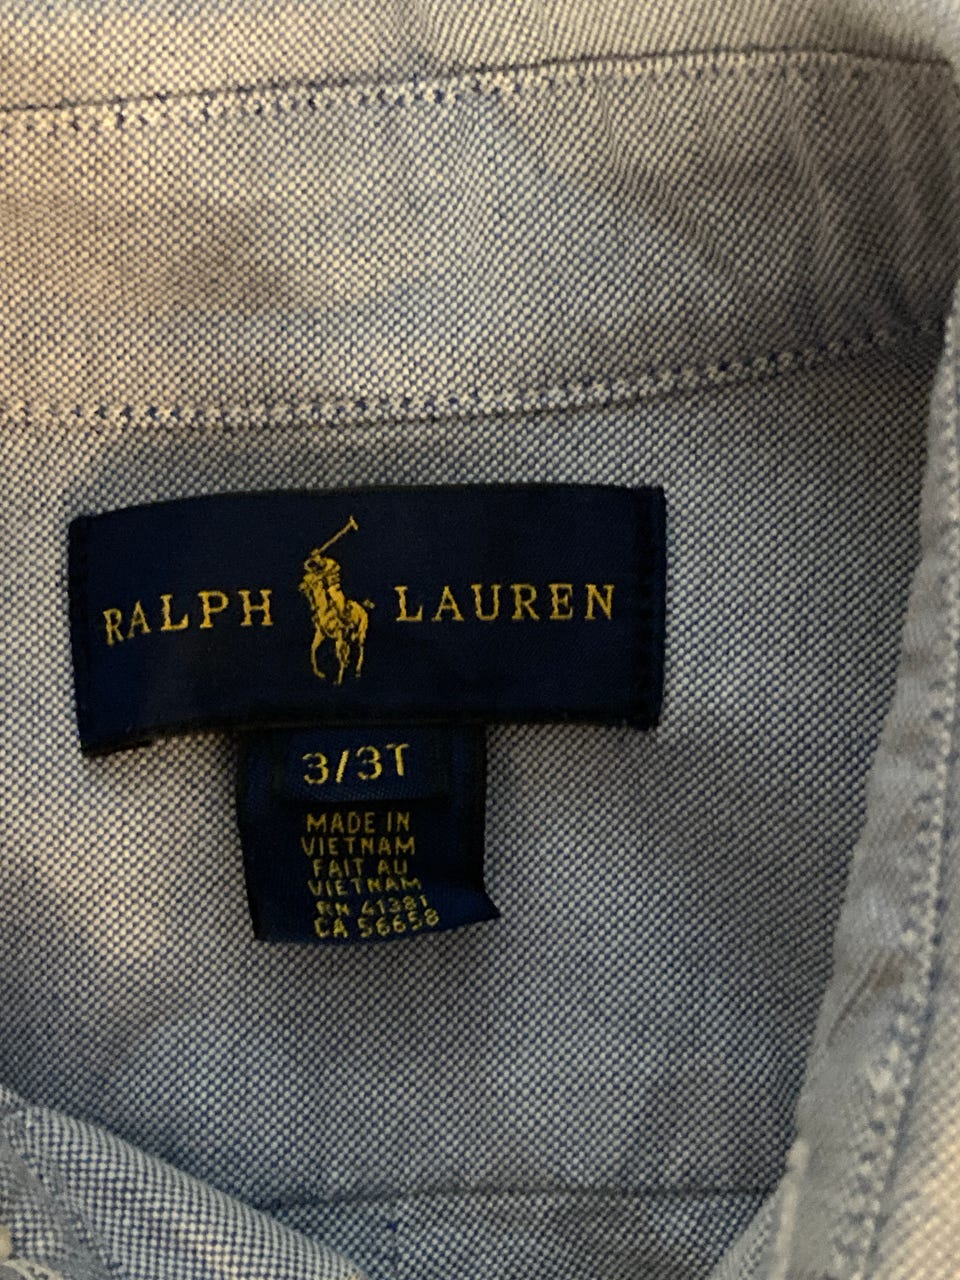 RALPH LAUREN
3/3T
MADE IN
VIETNAM
FAIT AU
VIETNAM
RN 41381
CA 56658